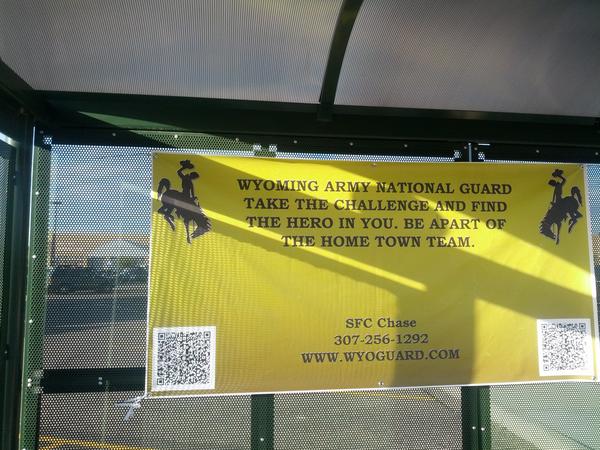 WYOMING ARMY NATIONAL GUARD
TAKE THE CHALLENGE AND FIND
THE HERO IN YOU. BE APART OF
THE HOME TOWN TEAM.
SFC Chase
307-256-1292
WWW.WYOGUARD.COM